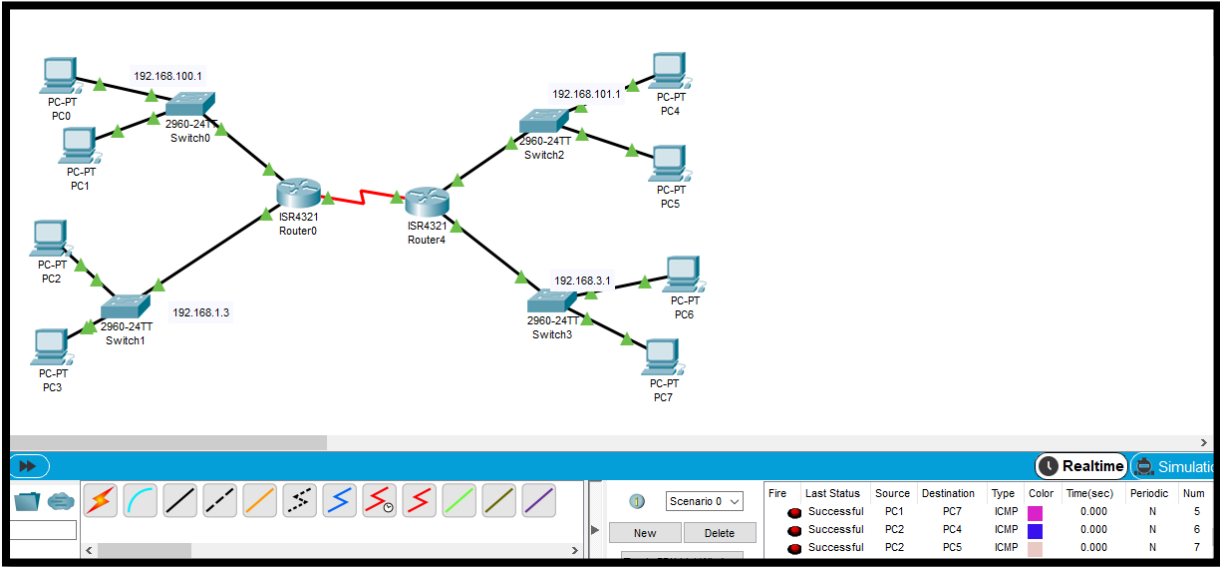 192.168.100.1
PC-PT
PC0
2960-24TT
Switch0
PC-PT
PC1
192.168.101.1
PC-PT
PC4
2960-24TT
Switch2
PC-PT
PC5
ISR4321
Router0
ISR4321
Router4
PC-PT
PC2
192.168.1.3
2960-24TT
Switch1
PC-PT
PC3
192.168.3.1
PC-PT
PC6
2960-24TT
Switch3
PC-PT
PC7
Realtime
Simulatio
Scenario 0
New
Delete
Fire Last Status Source Destination Type Color Time(sec) Periodic Num
Successful PC1 PC7 ICMP 0.000 N 5
Successful PC2 PC4 ICMP 0.000 N 6
Successful PC2 PC5 ICMP 0.000 N 7